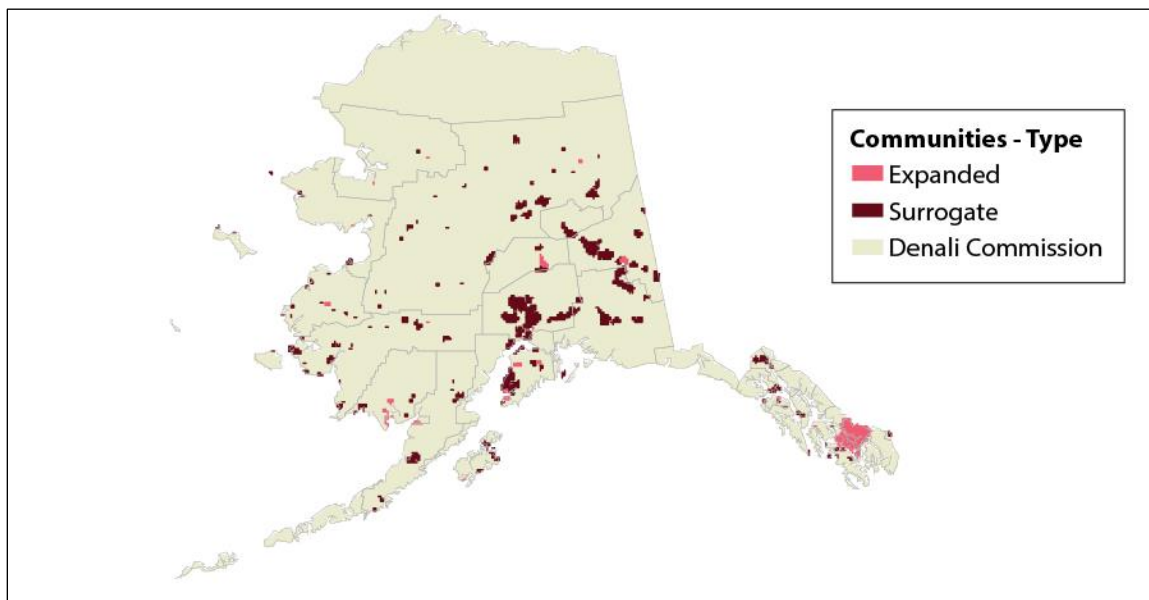 Communities - Type
Expanded
Surrogate
Denali Commission